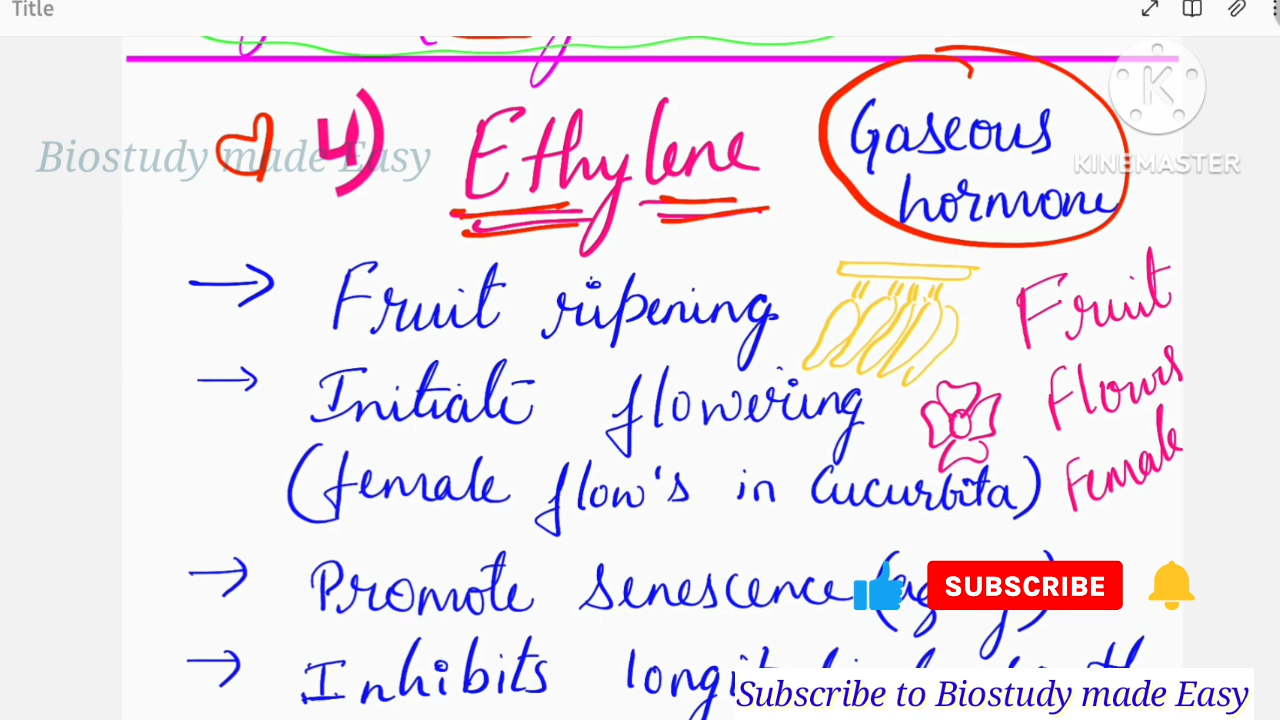 Title
Biostudy made Easy
4) Ethylene
Gaseous hormone
KINEMASTER
→ Fruit ripening
Fruit
→ Initiate flowering
Flows
(female flow's in Cucurbita)
Female
→ Promote senescence
SUBSCRIBE
→ Inhibits
Subscribe to Biostudy made Easy